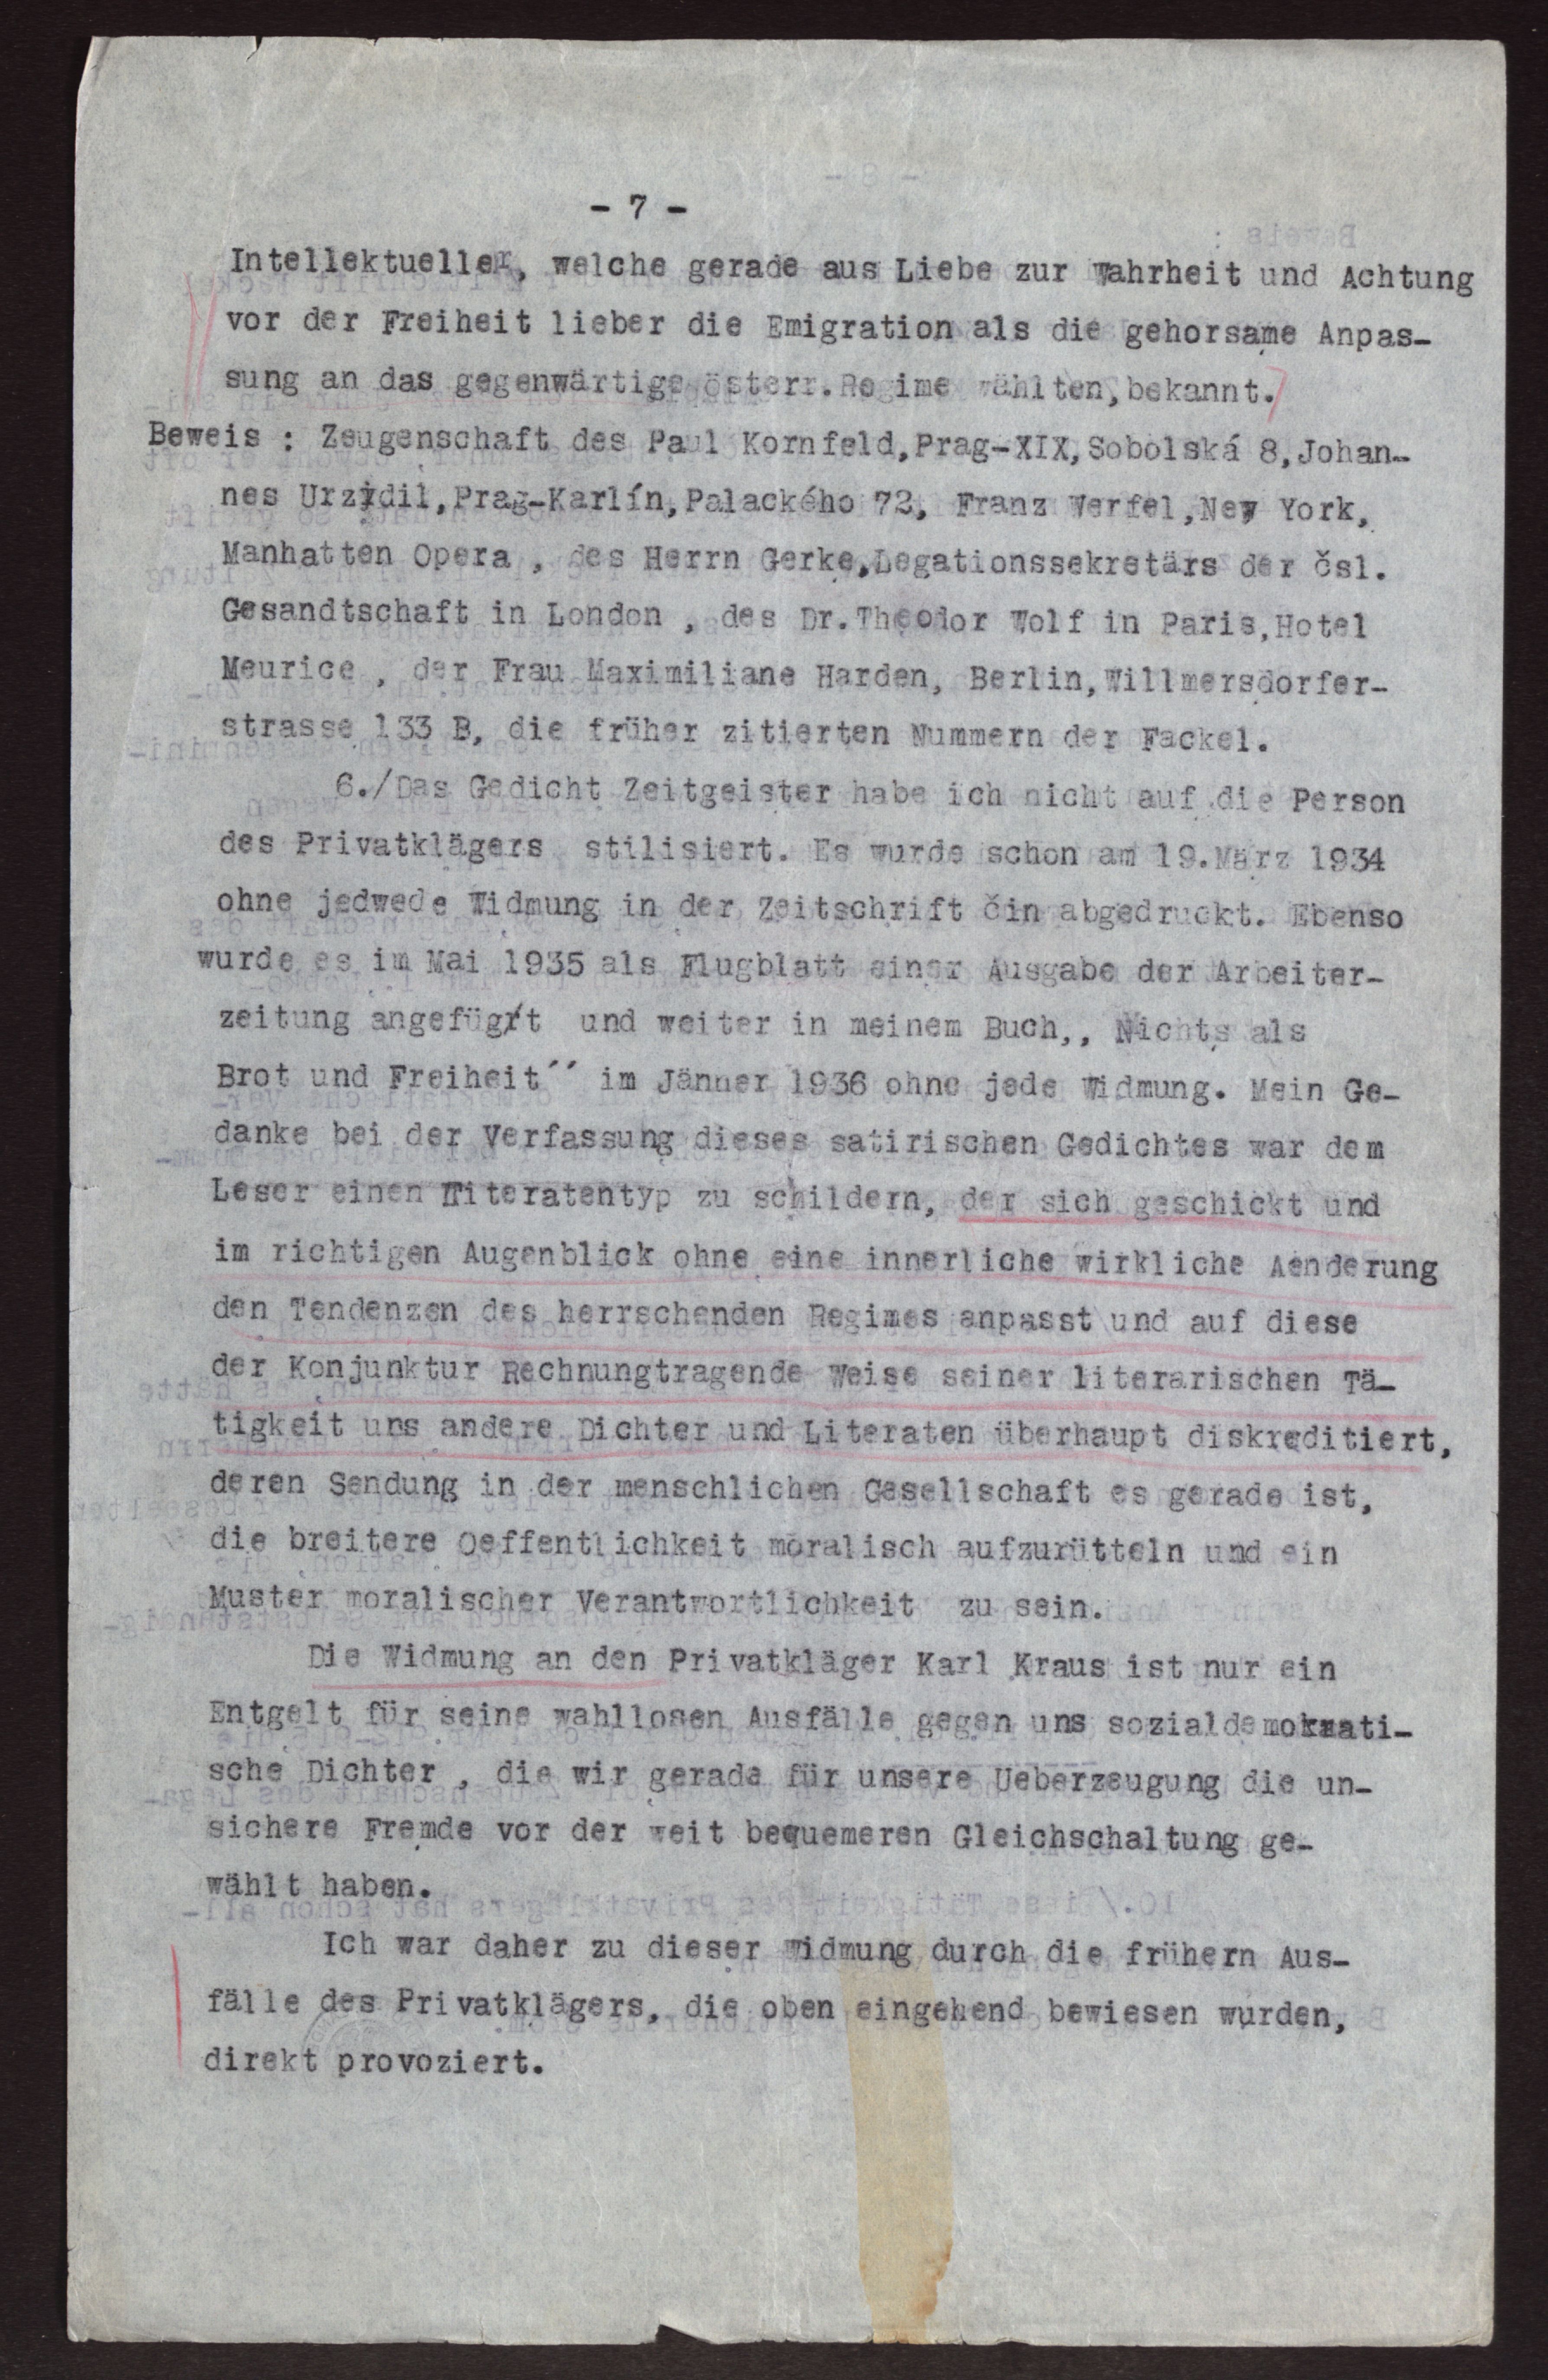 - 7 -
Intellektueller, welche gerade aus Liebe zur Wahrheit und Achtung
vor der Freiheit lieber die Emigration als die gehorsame Anpas-
sung an das gegenwärtige österr.Regime wählten,bekannt.
Beweis : Zeugenschaft des Paul Kornfeld,Prag-XIX,Sobolská 8,Johan-
nes Urzidil,Prag-Karlín,Palackého 72, Franz Werfel,New York,
Manhatten Opera , des Herrn Gerke,Legationssekretärs der čsl.
Gesandtschaft in London , des Dr.Theodor Wolf in Paris,Hotel
Meurice , der Frau Maximiliane Harden, Berlin,Willmersdorfer-
strasse 133 B, die früher zitierten Nummern der Fackel.
6./Das Gedicht Zeitgeister habe ich nicht auf die Person
des Privatklägers stilisiert. Es wurde schon am 19.März 1934
ohne jedwede Widmung in der Zeitschrift Čin abgedruckt. Ebenso
wurde es im Mai 1935 als Flugblatt einer Ausgabe der Arbeiter-
zeitung angefügt und weiter in meinem Buch,, Nichts als
Brot und Freiheit´´ im Jänner 1936 ohne jede Widmung. Mein Ge-
danke bei der Verfassung dieses satirischen Gedichtes war dem
Leser einen Literatentyp zu schildern, der sich geschickt und
im richtigen Augenblick ohne eine innerliche wirkliche Aenderung
den Tendenzen des herrschenden Regimes anpasst und auf diese
der Konjunktur Rechnungtragende Weise seiner literarischen Tä-
tigkeit uns andere Dichter und Literaten überhaupt diskreditiert,
deren Sendung in der menschlichen Gesellschaft es gerade ist,
die breitere Oeffentlichkeit moralisch aufzurütteln und ein
Muster moralischer Verantwortlichkeit zu sein.
Die Widmung an den Privatkläger Karl Kraus ist nur ein
Entgelt für seine wahllosen Ausfälle gegen uns sozialdemokrati-
sche Dichter , die wir gerade für unsere Ueberzeugung die un-
sichere Fremde vor der weit bequemeren Gleichschaltung ge-
wählt haben.
Ich war daher zu dieser Widmung durch die frühern Aus-
fälle des Privatklägers, die oben eingehend bewiesen wurden,
direkt provoziert.